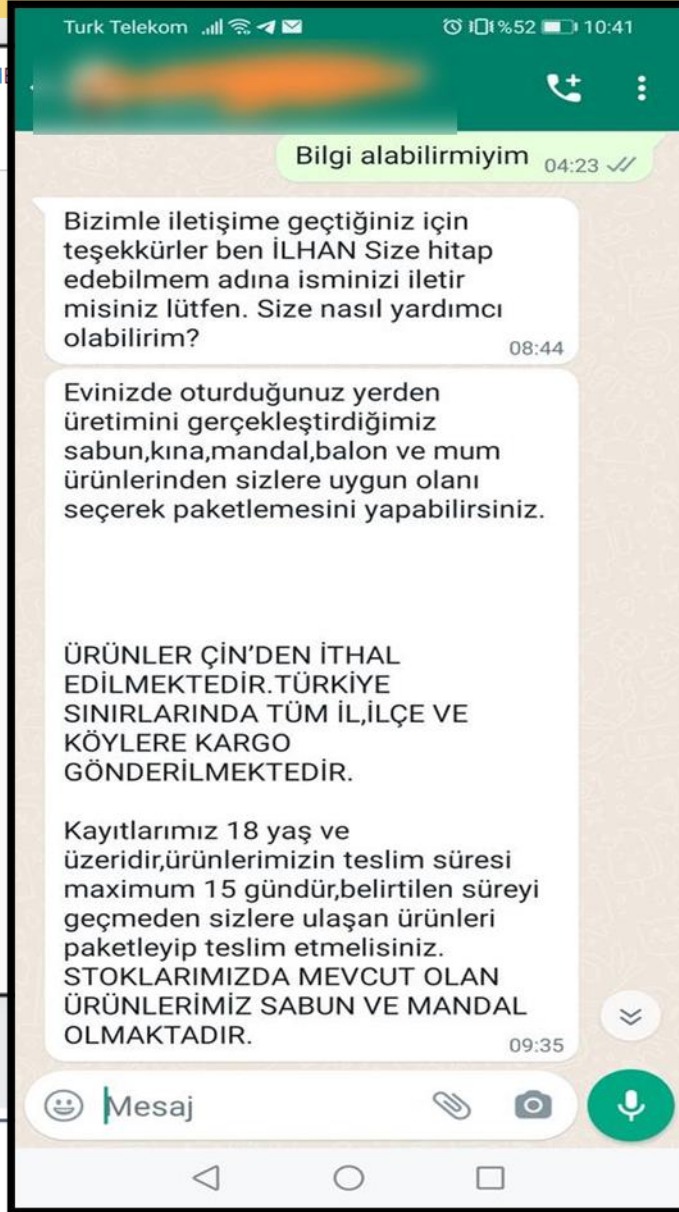 Turk Telekom %52 10:41
Bilgi alabilirmiyim 04:23
Bizimle iletişime geçtiğiniz için
teşekkürler ben İLHAN Size hitap
edebilmem adına isminizi iletir
misiniz lütfen. Size nasıl yardımcı
olabilirim?
08:44
Evinizde oturduğunuz yerden
üretimini gerçekleştirdiğimiz
sabun,kına,mandal,balon ve mum
ürünlerinden sizlere uygun olanı
seçerek paketlemesini yapabilirsiniz.
ÜRÜNLER ÇİN’DEN İTHAL
EDİLMEKTEDİR.TÜRKİYE
SINIRLARINDA TÜM İL,İLÇE VE
KÖYLERE KARGO
GÖNDERİLMEKTEDİR.
Kayıtlarımız 18 yaş ve
üzeridir,ürünlerimizin teslim süresi
maximum 15 gündür,belirtilen süreyi
geçmeden sizlere ulaşan ürünleri
paketleyip teslim etmelisiniz.
STOKLARIMIZDA MEVCUT OLAN
ÜRÜNLERİMİZ SABUN VE MANDAL
OLMAKTADIR.
09:35
Mesaj